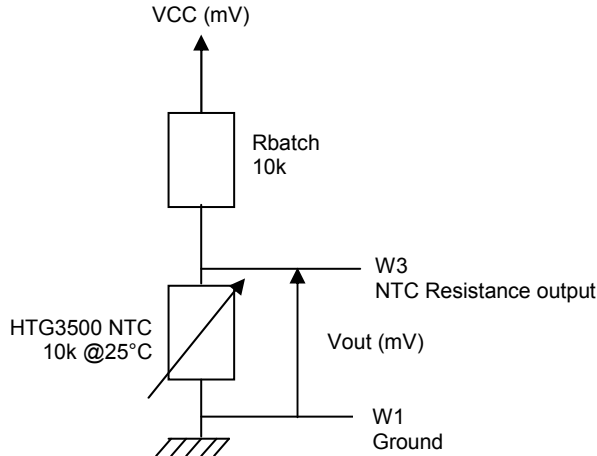 VCC (mV)
Rbatch
10k
W3
NTC Resistance output
HTG3500 NTC
10k @25°C
Vout (mV)
W1
Ground